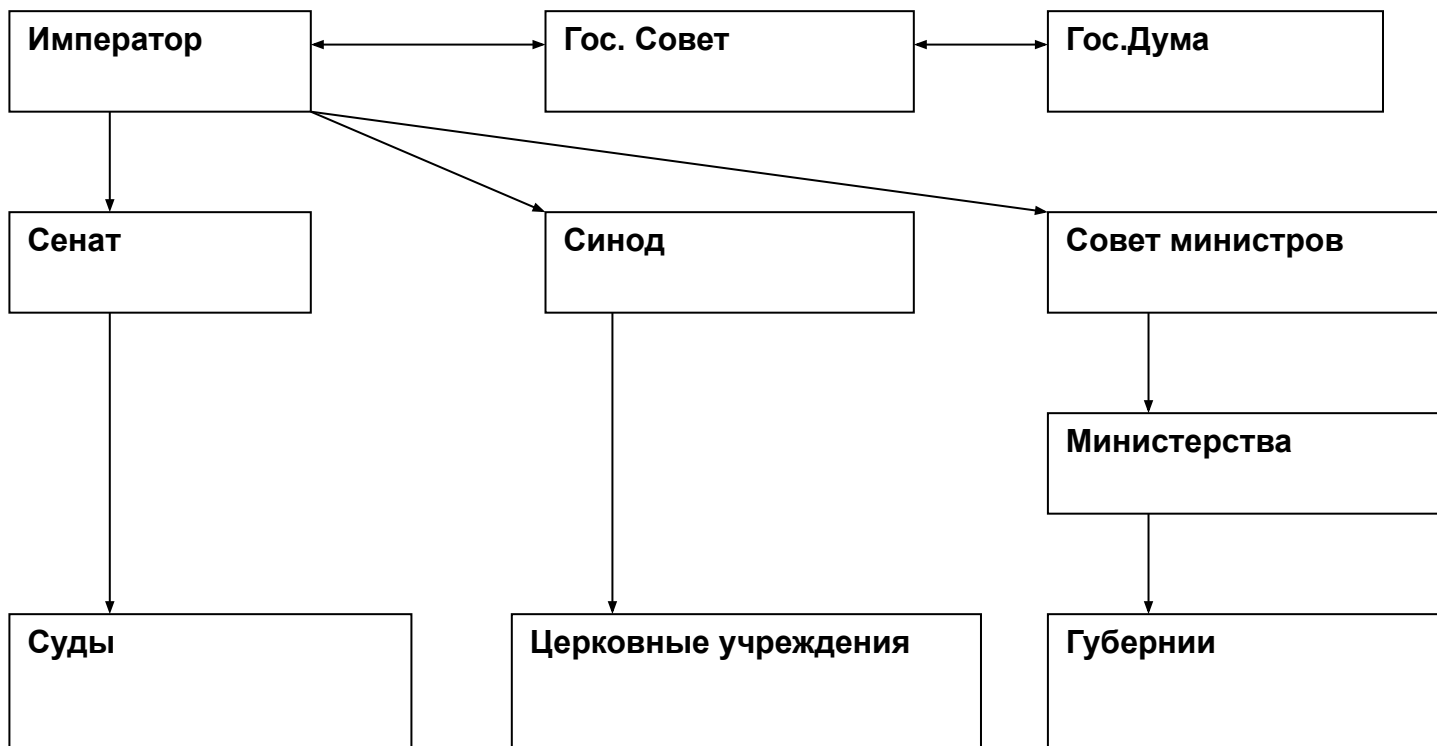 Император
Гос. Совет
Гос.Дума
Сенат
Синод
Совет министров
Министерства
Суды
Церковные учреждения
Губернии